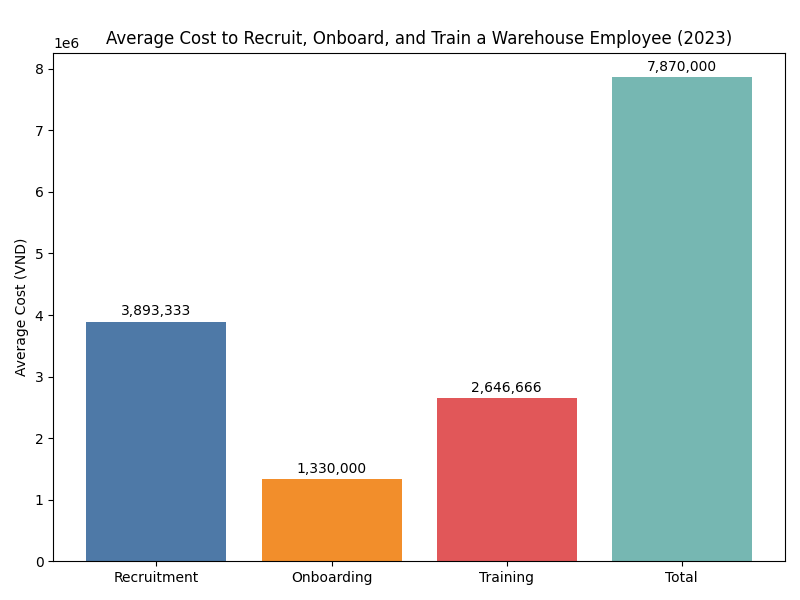 Average Cost to Recruit, Onboard, and Train a Warehouse Employee (2023)
1e6
8
7
6
5
4
3
2
1
0
Average Cost (VND)
3,893,333
1,330,000
2,646,666
7,870,000
Recruitment
Onboarding
Training
Total